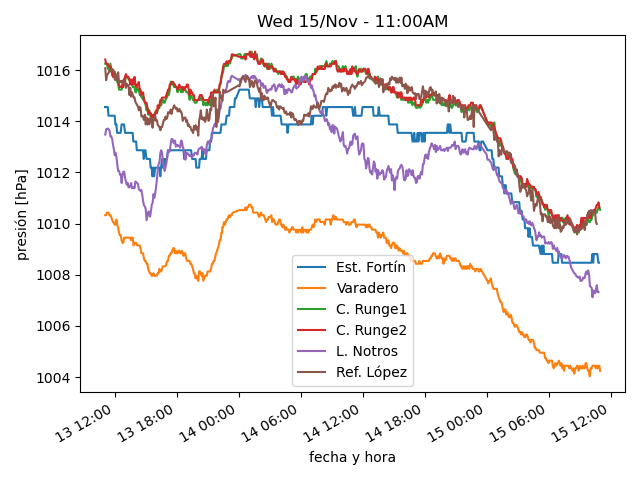 Wed 15/Nov - 11:00AM
presión [hPa]
1016
1014
1012
1010
1008
1006
1004
Est. Fortín
Varadero
C. Runge1
C. Runge2
L. Notros
Ref. López
13 12:00
13 18:00
14 00:00
14 06:00
14 12:00
14 18:00
15 00:00
15 06:00
15 12:00
fecha y hora